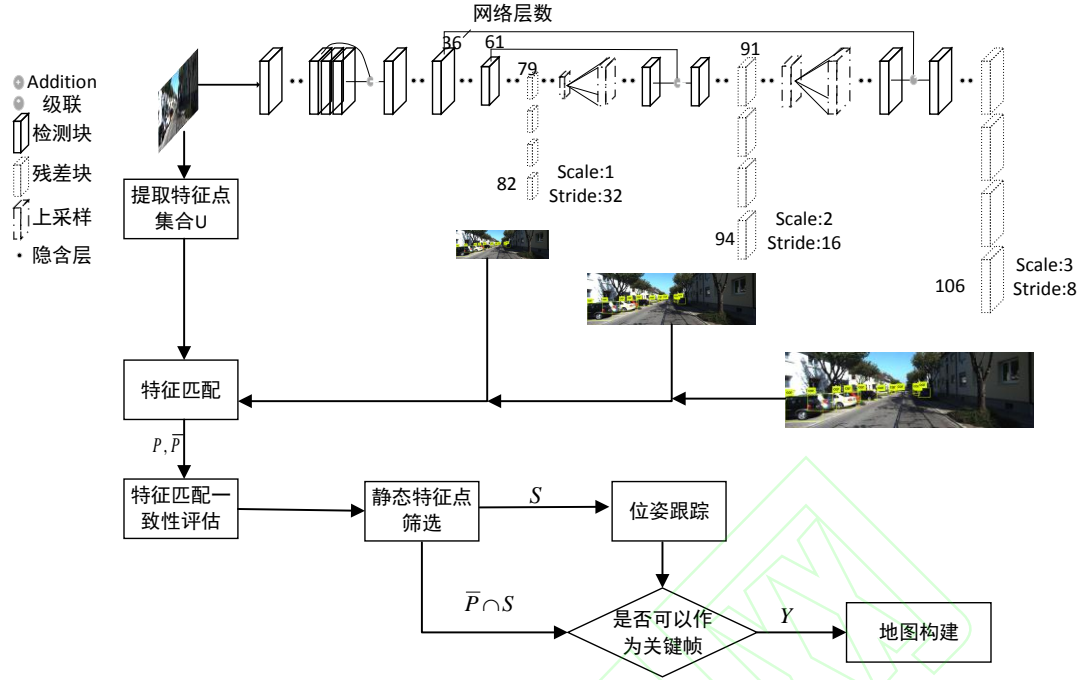 网络层数
36
61
79
91
Addition
级联
检测块
残差块
上采样
隐含层
82
Scale:1
Stride:32
94
Scale:2
Stride:16
106
Scale:3
Stride:8
提取特征点
集合U
特征匹配
P, P̅
特征匹配一
致性评估
静态特征点
筛选
S
位姿跟踪
P̅∩S
是否可以作
为关键帧
Y
地图构建